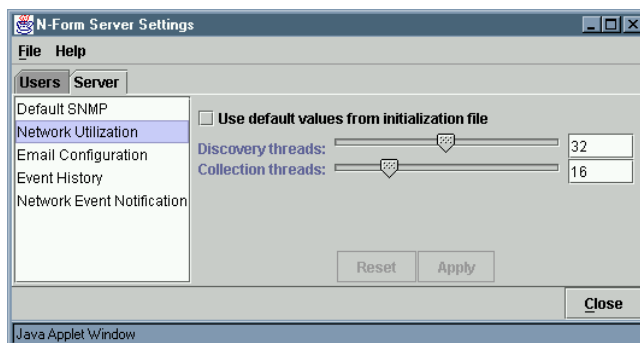 N-Form Server Settings
File Help
Users Server
Default SNMP
Network Utilization
Email Configuration
Event History
Network Event Notification
Use default values from initialization file
Discovery threads: 32
Collection threads: 16
Reset Apply
Close
Java Applet Window